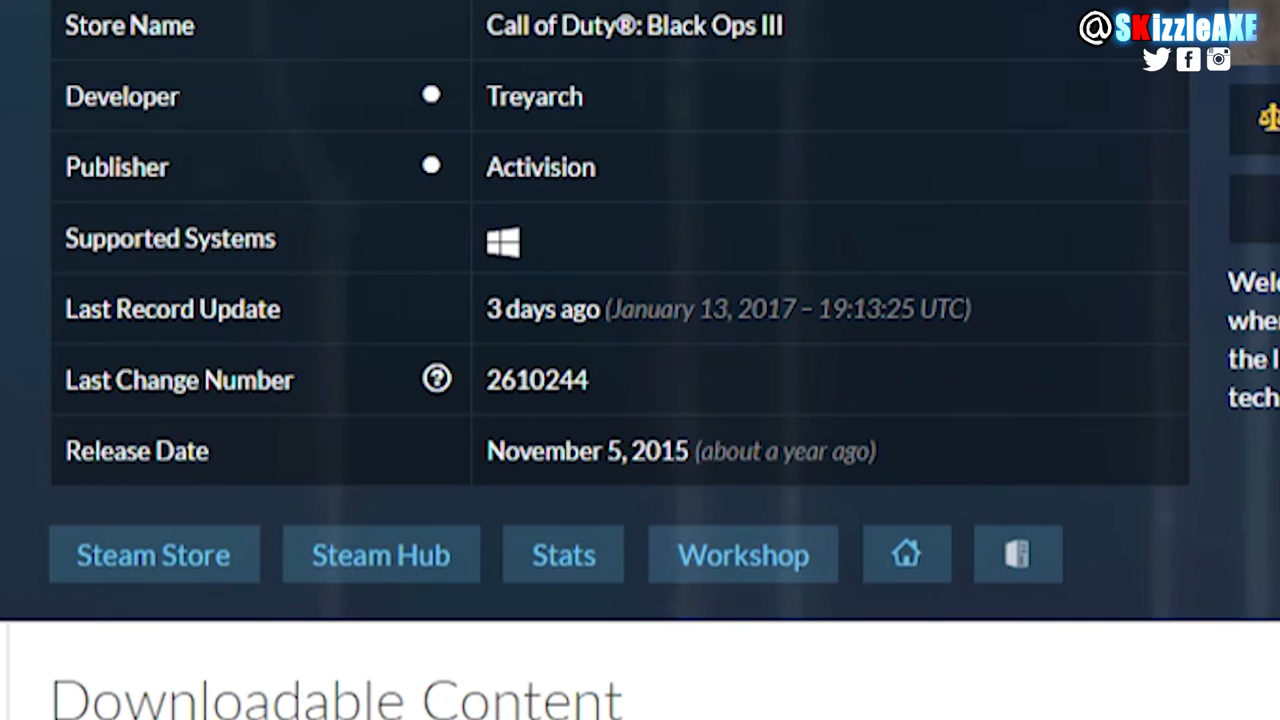 Store Name Call of Duty®: Black Ops III
@SKizzleAXE
Developer Treyarch
Publisher Activision
Supported Systems
Last Record Update 3 days ago (January 13, 2017 – 19:13:25 UTC)
Last Change Number 2610244
Release Date November 5, 2015 (about a year ago)
the
Steam Store Steam Hub Stats Workshop
Downloadable Content